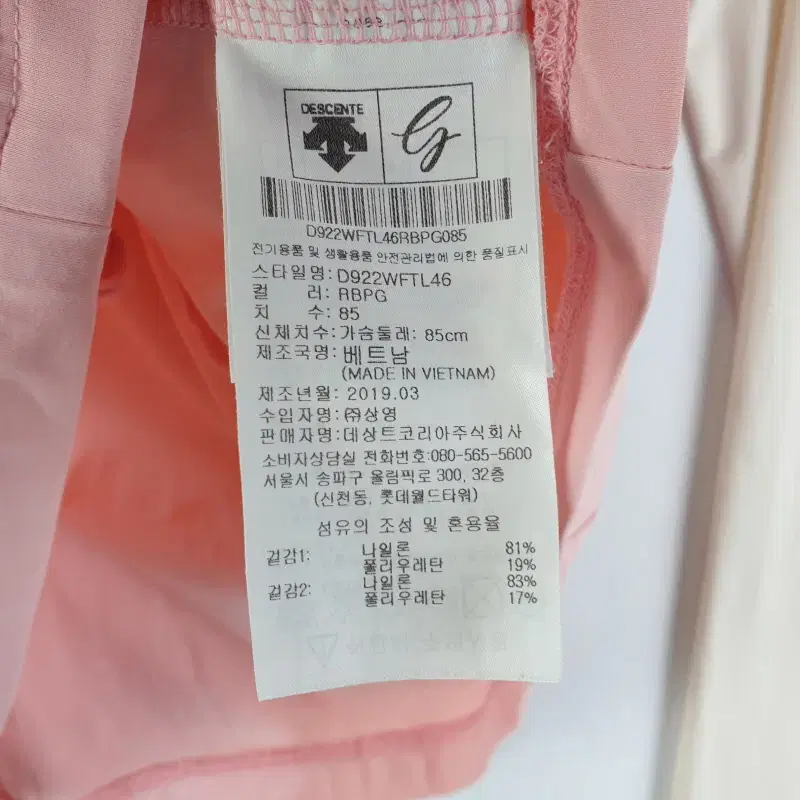 DESCENTE
G
D922WFTL46RBPG085
전기용품 및 생활용품 안전관리법에 의한 품질표시
스타일명: D922WFTL46
컬 러: RBPG
치 수: 85
신체치수: 가슴둘레: 85cm
제조국명: 베트남
(MADE IN VIETNAM)
제조년월: 2019.03
수입자명: ㈜상영
판매자명: 데상트코리아주식회사
소비자상담실 전화번호: 080-565-5600
서울시 송파구 올림픽로 300, 32층
(신천동, 롯데월드타워)
섬유의 조성 및 혼용율
겉감1: 나일론 81%
폴리우레탄 19%
겉감2: 나일론 83%
폴리우레탄 17%